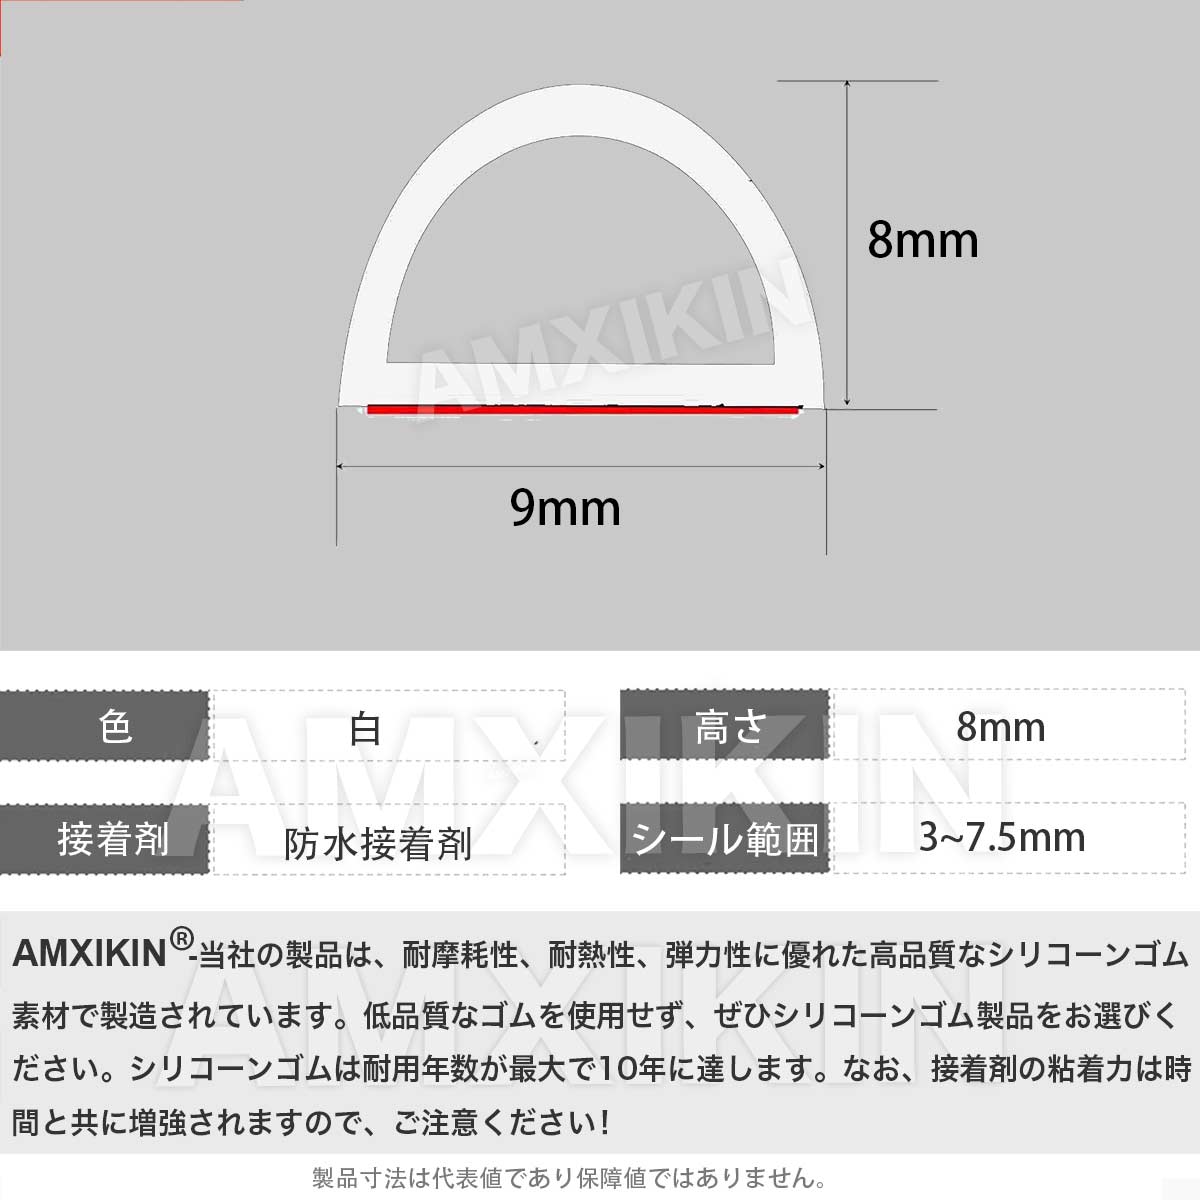 8mm
AMXIKIN
9mm
色 白 高さ 8mm
AMXIKIN
接着剤 防水接着剤 シール範囲 3~7.5mm
AMXIKIN®-当社の製品は、耐摩耗性、耐熱性、弾力性に優れた高品質なシリコーンゴム
素材で製造されています。低品質なゴムを使用せず、ぜひシリコーンゴム製品をお選びく
AMXIKIN
ださい。シリコーンゴムは耐用年数が最大で10年に達します。なお、接着剤の粘着力は時
間と共に増強されますので、ご注意ください!
製品寸法は代表値であり保障値ではありません。